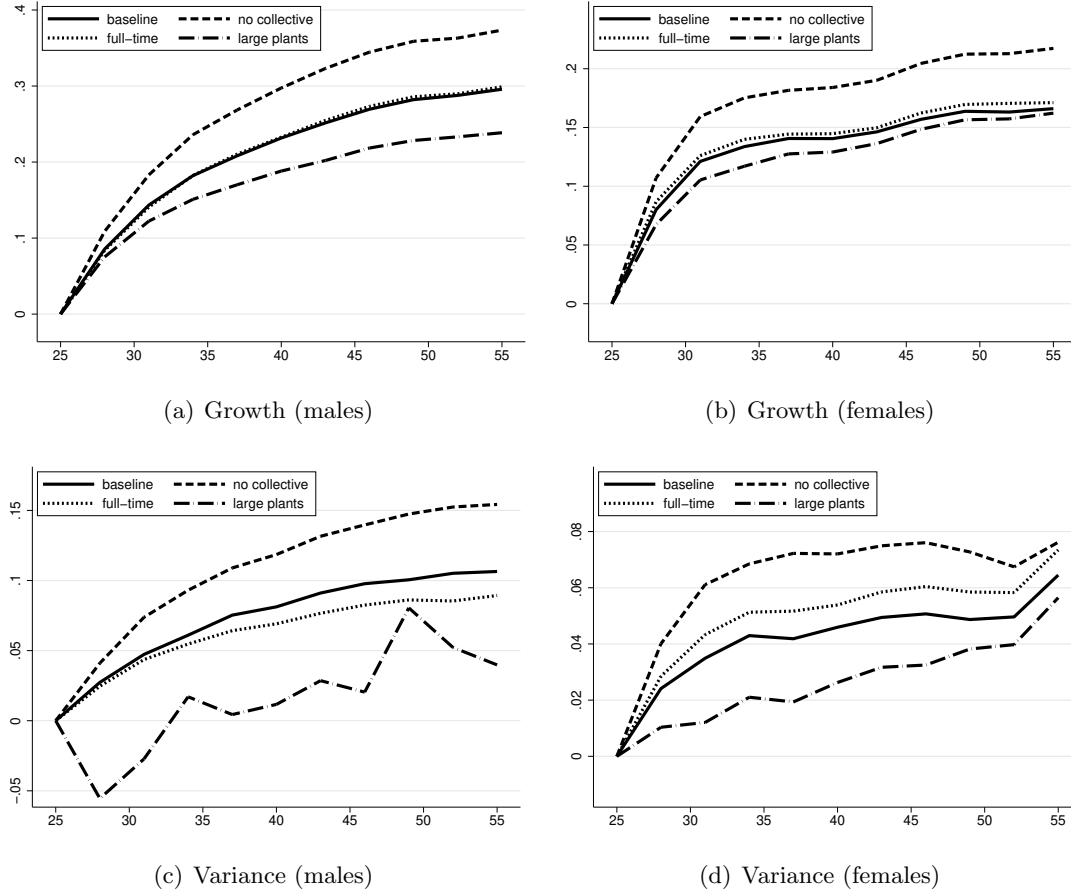 baseline no collective
full−time large plants
.4
.3
.2
.1
0
25 30 35 40 45 50 55
(a) Growth (males)
baseline no collective
full−time large plants
.2
.15
.1
.05
0
25 30 35 40 45 50 55
(b) Growth (females)
baseline no collective
full−time large plants
.15
.1
.05
0
−.05
25 30 35 40 45 50 55
(c) Variance (males)
baseline no collective
full−time large plants
.08
.06
.04
.02
0
25 30 35 40 45 50 55
(d) Variance (females)